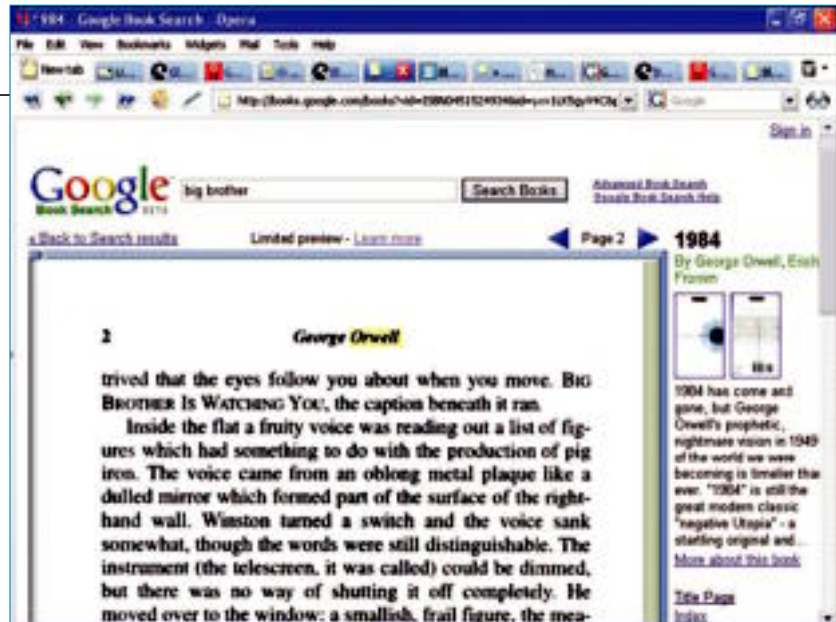 1984 - Google Book Search - Opera
File Edit View Bookmarks Widgets Mail Tools Help
New tab
Google
Sign in
Google
Book Search BETA
big brother
Search Books
Advanced Book Search
Google Book Search Help
« Back to Search results
Limited preview - Learn more
Page 2
2
George Orwell
trived that the eyes follow you about when you move. BIG
BROTHER IS WATCHING YOU, the caption beneath it ran.
Inside the flat a fruity voice was reading out a list of fig-
ures which had something to do with the production of pig
iron. The voice came from an oblong metal plaque like a
dulled mirror which formed part of the surface of the right-
hand wall. Winston turned a switch and the voice sank
somewhat, though the words were still distinguishable. The
instrument (the telescreen, it was called) could be dimmed,
but there was no way of shutting it off completely. He
moved over to the window: a smallish, frail figure, the mea-
1984
By George Orwell, Erich
Fromm
1984 has come and
gone, but George
Orwell's prophetic,
nightmare vision in 1949
of the world we were
becoming is timelier than
ever. "1984" is still the
great modern classic
"negative Utopia" - a
startling original and...
More about this book
Title Page
Index